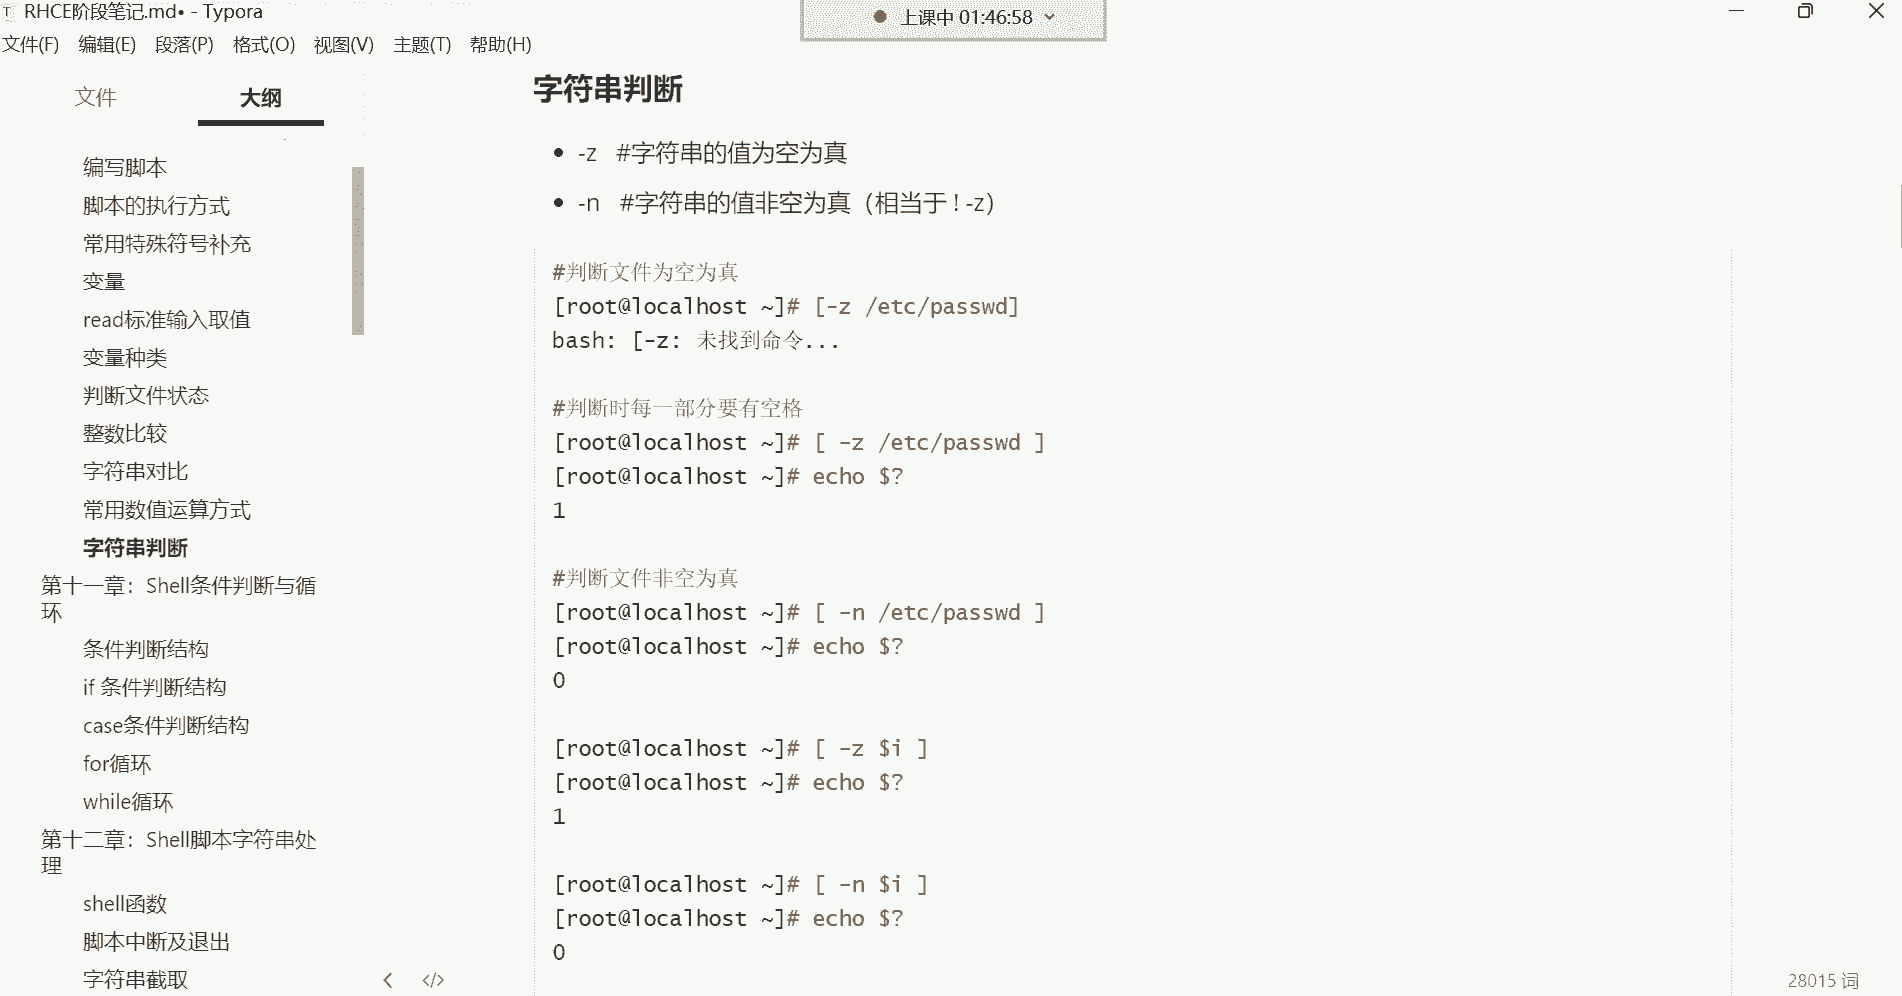 RHCE阶段笔记.md• - Typora
上课中 01:46:58
文件(F) 编辑(E) 段落(P) 格式(O) 视图(V) 主题(T) 帮助(H)
文件 大纲
编写脚本
脚本的执行方式
常用特殊符号补充
变量
read标准输入取值
变量种类
判断文件状态
整数比较
字符串对比
常用数值运算方式
字符串判断
第十一章：Shell条件判断与循
环
条件判断结构
if 条件判断结构
case条件判断结构
for循环
while循环
第十二章：Shell脚本字符串处
理
shell函数
脚本中断及退出
字符串截取
字符串判断
• -z #字符串的值为空为真
• -n #字符串的值非空为真（相当于 ! -z）
#判断文件为空为真
[root@localhost ~]# [-z /etc/passwd]
bash: [-z: 未找到命令...
#判断时每一部分要有空格
[root@localhost ~]# [ -z /etc/passwd ]
[root@localhost ~]# echo $?
1
#判断文件非空为真
[root@localhost ~]# [ -n /etc/passwd ]
[root@localhost ~]# echo $?
0
[root@localhost ~]# [ -z $i ]
[root@localhost ~]# echo $?
1
[root@localhost ~]# [ -n $i ]
[root@localhost ~]# echo $?
0
28015 词